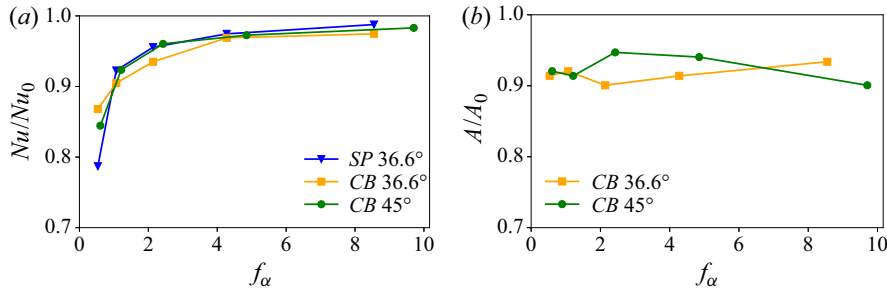 (a)
1.0
0.9
0.8
0.7
Nu/Nu₀
SP 36.6°
CB 36.6°
CB 45°
0 2 4 6 8 10
f_α
(b)
1.0
0.9
0.8
0.7
A/A₀
CB 36.6°
CB 45°
0 2 4 6 8 10
f_α